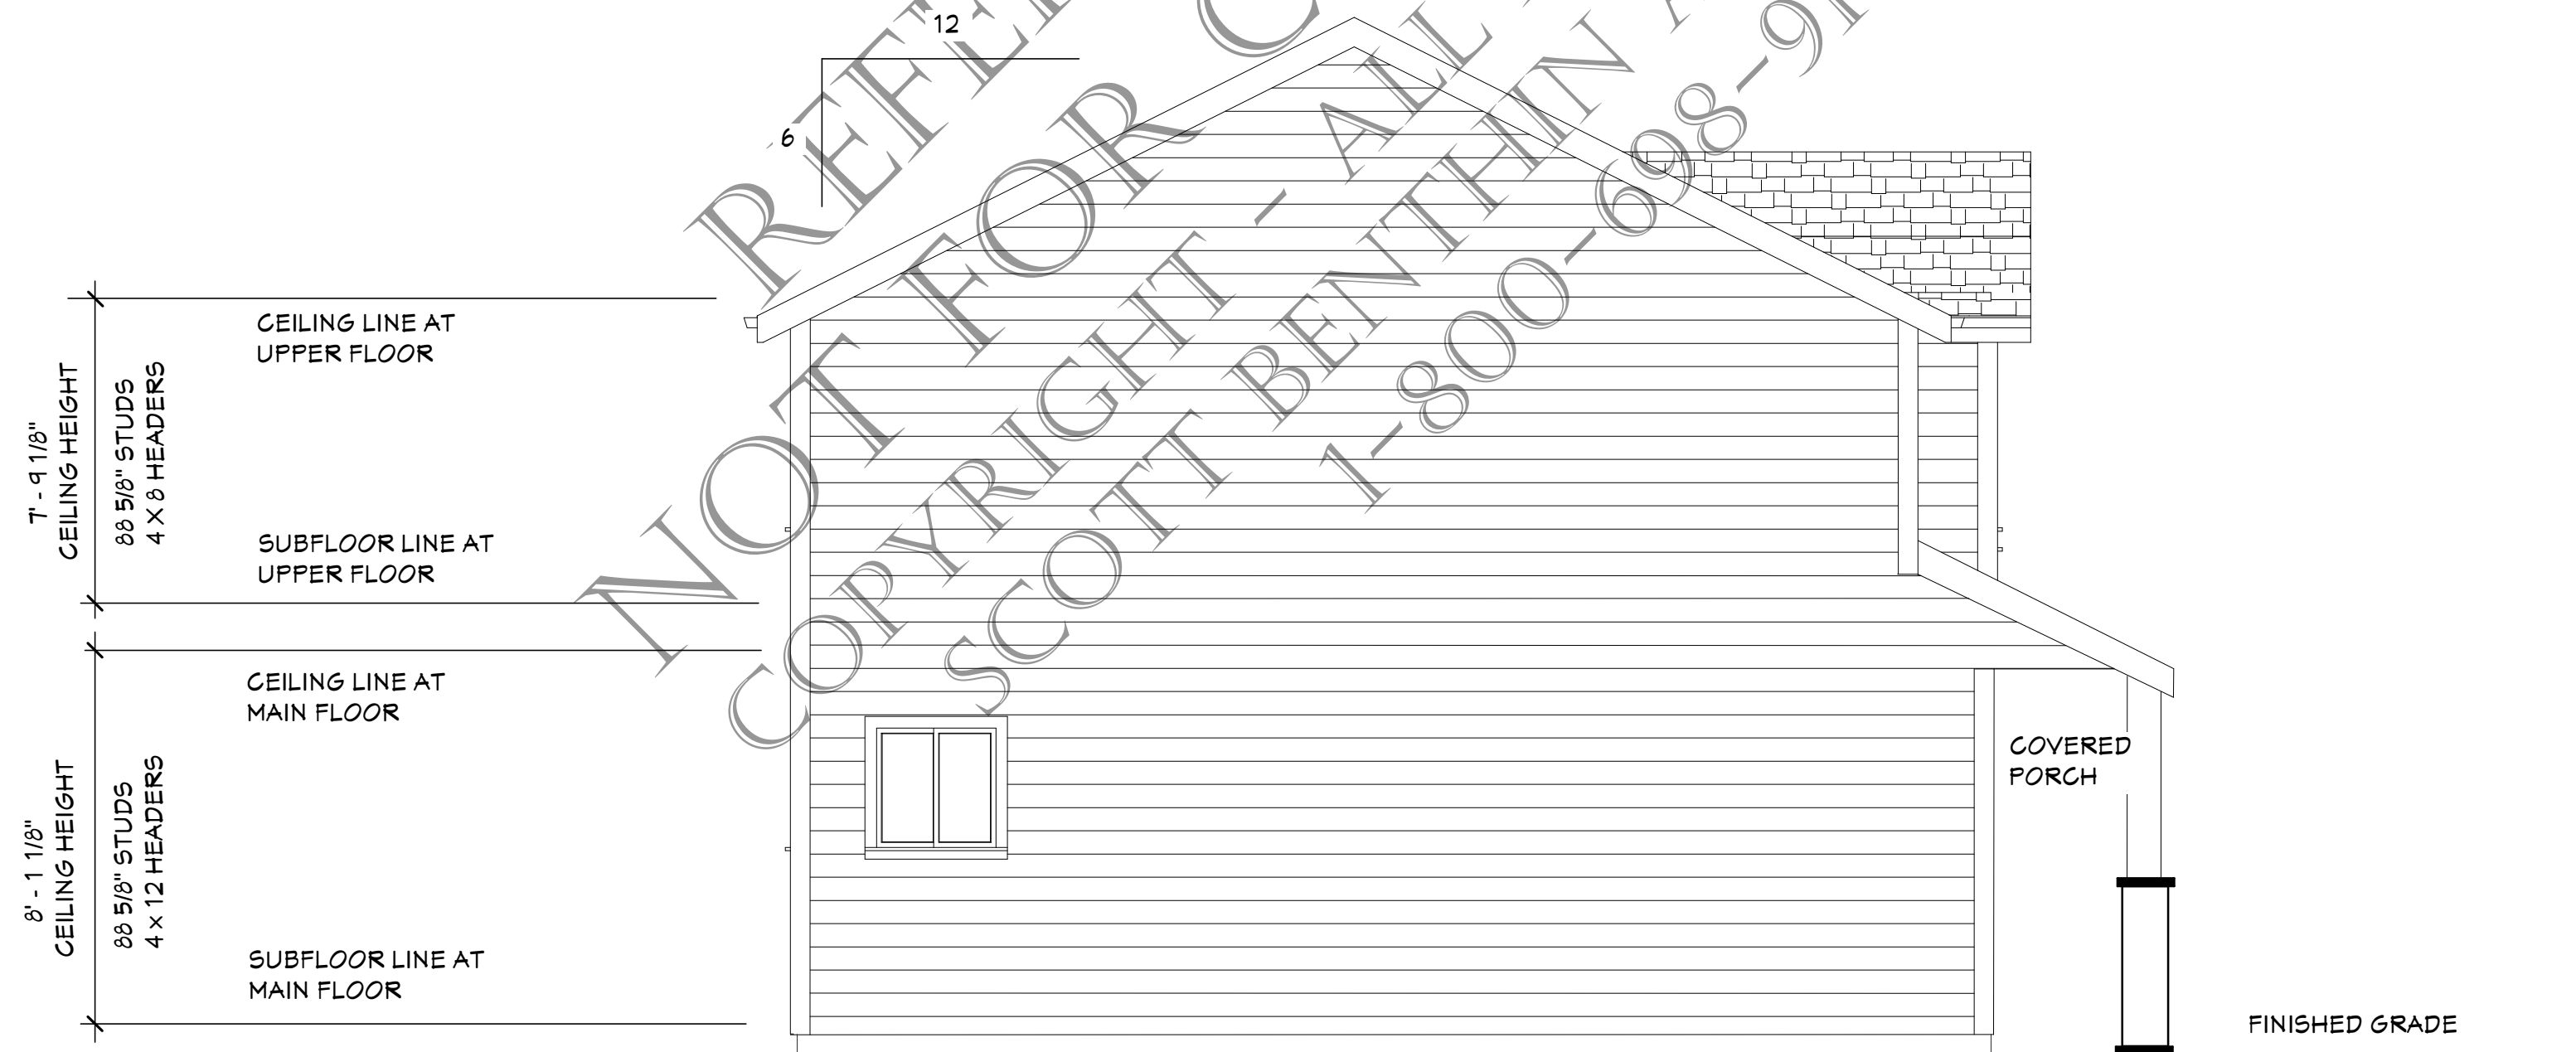 12
6
CEILING LINE AT
UPPER FLOOR
7' - 9 1/8"
CEILING HEIGHT
88 5/8" STUDS
4 X 8 HEADERS
SUBFLOOR LINE AT
UPPER FLOOR
CEILING LINE AT
MAIN FLOOR
8' - 1 1/8"
CEILING HEIGHT
88 5/8" STUDS
4 x 12 HEADERS
SUBFLOOR LINE AT
MAIN FLOOR
COVERED
PORCH
FINISHED GRADE
NOT FOR
COPYRIGHT - ALL
SCOTT BENTHIN
1-800-698-91